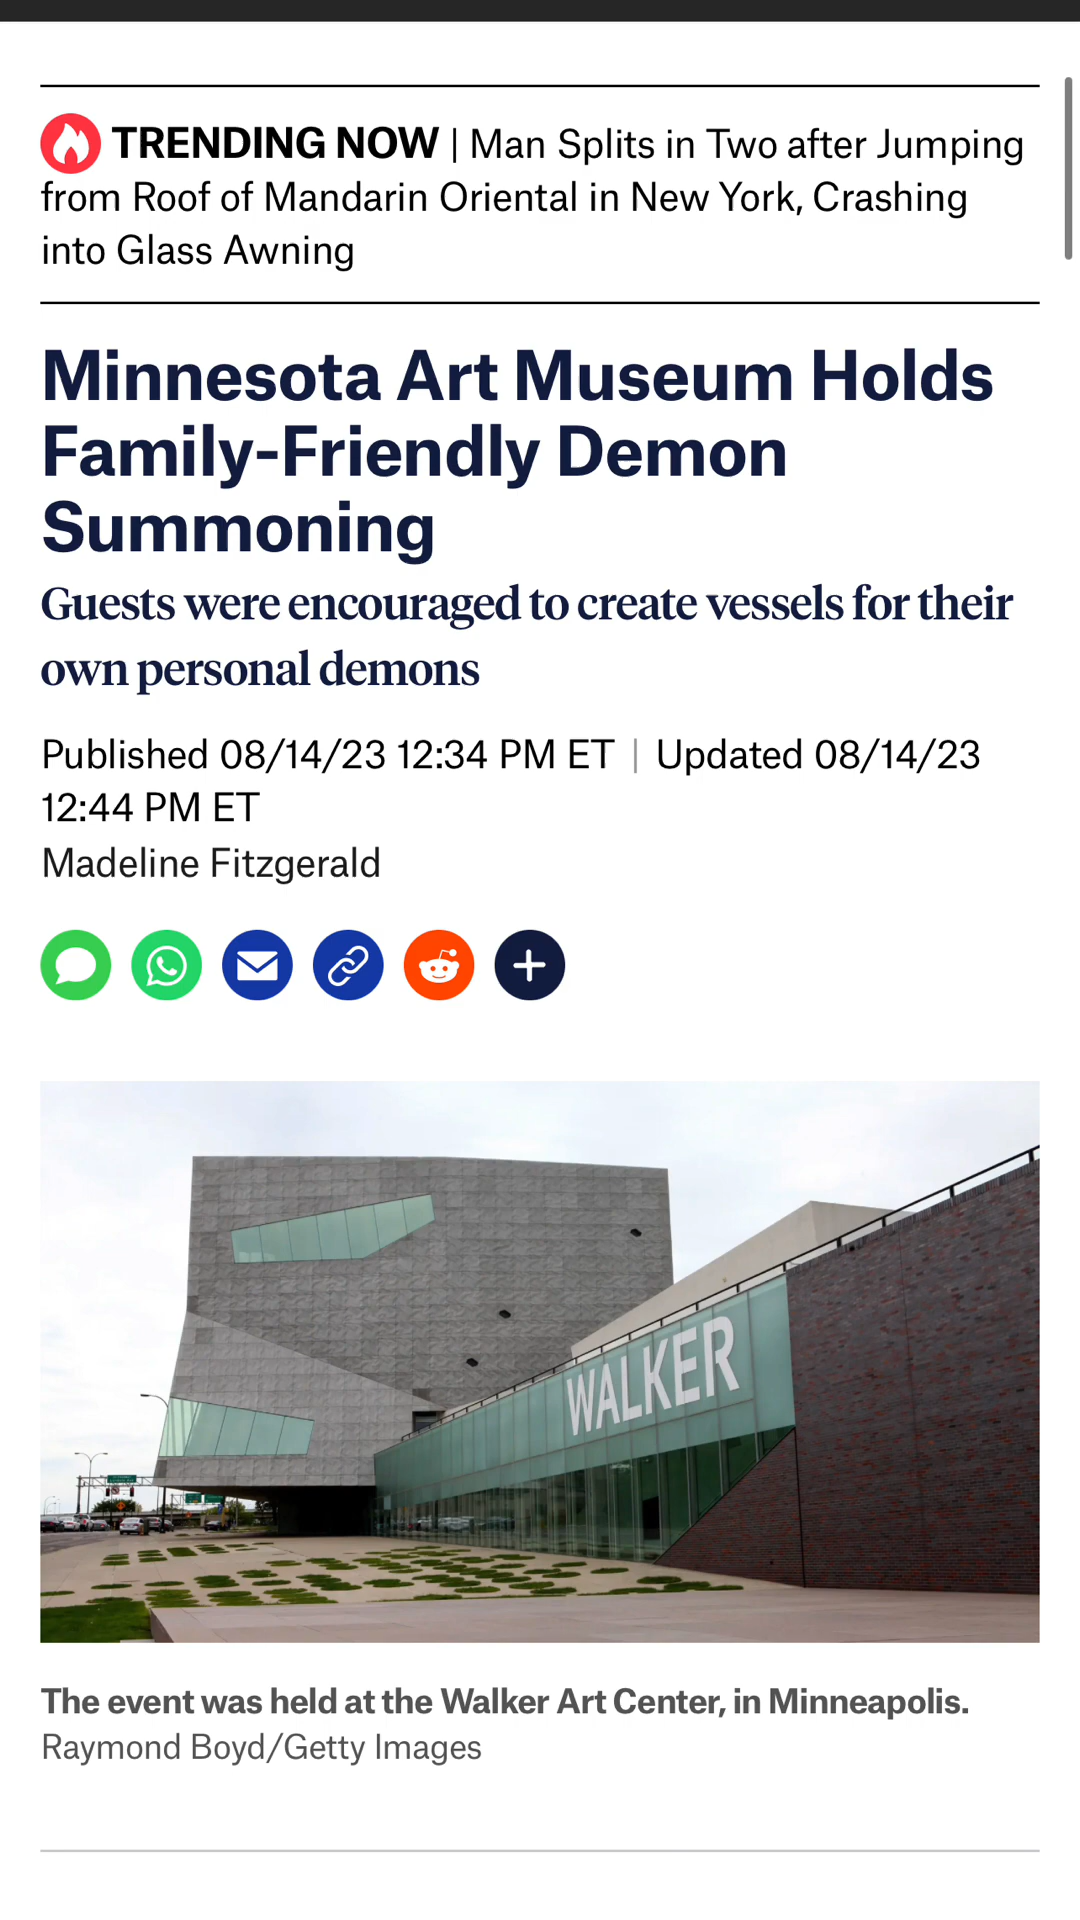 TRENDING NOW | Man Splits in Two after Jumping
from Roof of Mandarin Oriental in New York, Crashing
into Glass Awning
Minnesota Art Museum Holds
Family-Friendly Demon
Summoning
Guests were encouraged to create vessels for their
own personal demons
Published 08/14/23 12:34 PM ET | Updated 08/14/23
12:44 PM ET
Madeline Fitzgerald
WALKER
The event was held at the Walker Art Center, in Minneapolis.
Raymond Boyd/Getty Images